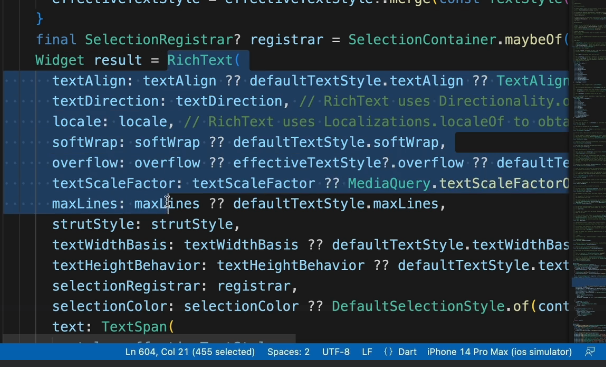 effectiveTextStyle = effectiveTextStyle!.merge(const TextStyle(
}
final SelectionRegistrar? registrar = SelectionContainer.maybeOf(
Widget result = RichText(
textAlign: textAlign ?? defaultTextStyle.textAlign ?? TextAlign
textDirection: textDirection, // RichText uses Directionality.o
locale: locale, // RichText uses Localizations.localeOf to obta
softWrap: softWrap ?? defaultTextStyle.softWrap,
overflow: overflow ?? effectiveTextStyle?.overflow ?? defaultTe
textScaleFactor: textScaleFactor ?? MediaQuery.textScaleFactorO
maxLines: maxLines ?? defaultTextStyle.maxLines,
strutStyle: strutStyle,
textWidthBasis: textWidthBasis ?? defaultTextStyle.textWidthBas
textHeightBehavior: textHeightBehavior ?? defaultTextStyle.text
selectionRegistrar: registrar,
selectionColor: selectionColor ?? DefaultSelectionStyle.of(cont
text: TextSpan(
Ln 604, Col 21 (455 selected) Spaces: 2 UTF-8 LF {} Dart iPhone 14 Pro Max (ios simulator)